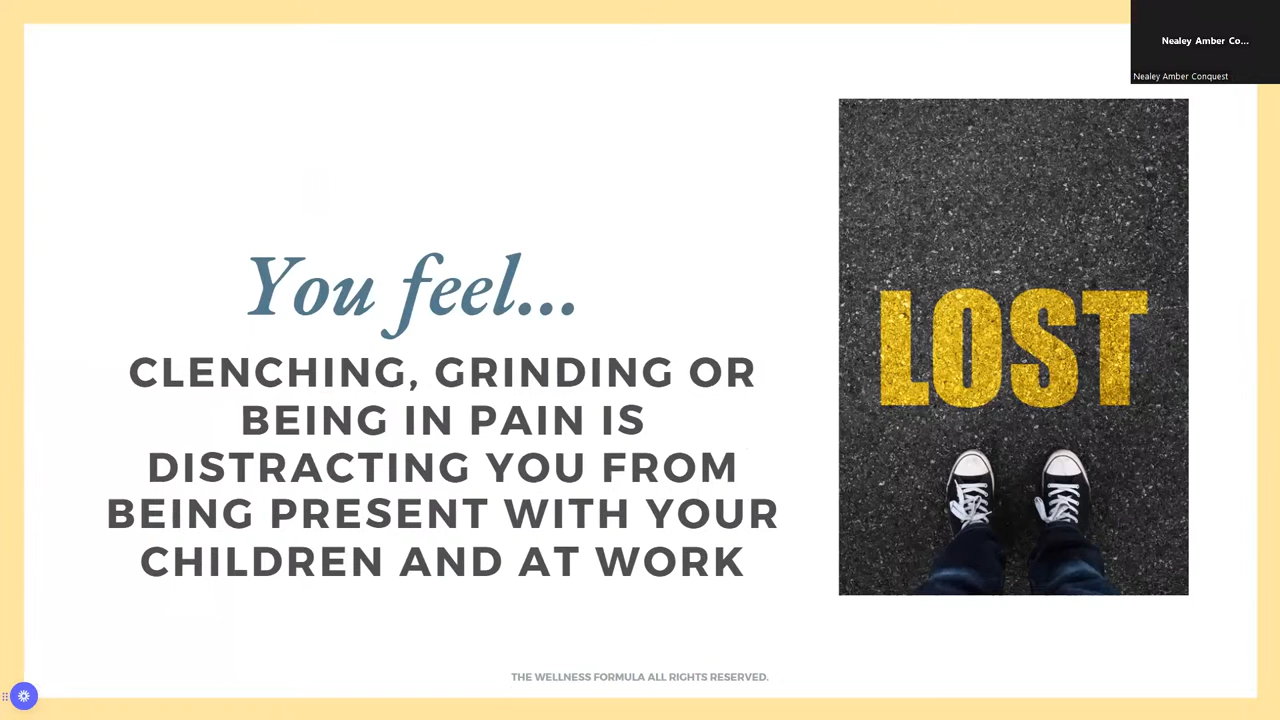 Nealey Amber Co...
Nealey Amber Conquest
You feel...
CLENCHING, GRINDING OR
BEING IN PAIN IS
DISTRACTING YOU FROM
BEING PRESENT WITH YOUR
CHILDREN AND AT WORK
LOST
THE WELLNESS FORMULA ALL RIGHTS RESERVED.